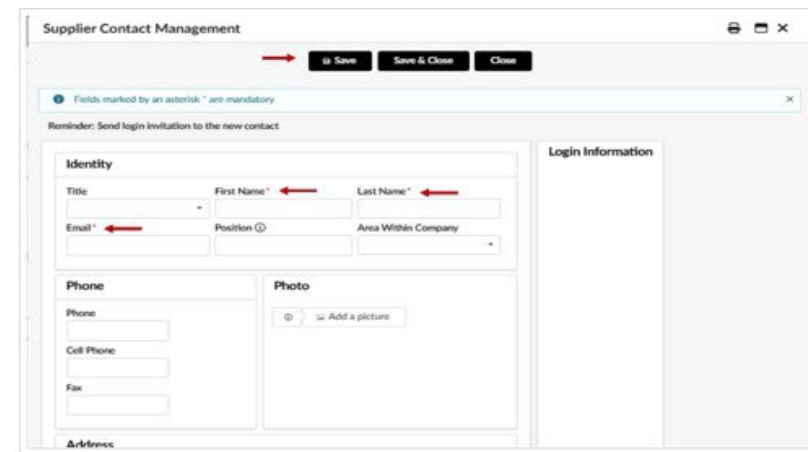 Supplier Contact Management
Save Save & Close Close
Fields marked by an asterisk * are mandatory
Reminder: Send login invitation to the new contact
Login Information
Identity
Title First Name* Last Name*
Email* Position Area Within Company
Phone Photo
Phone
Add a picture
Cell Phone
Fax
Address